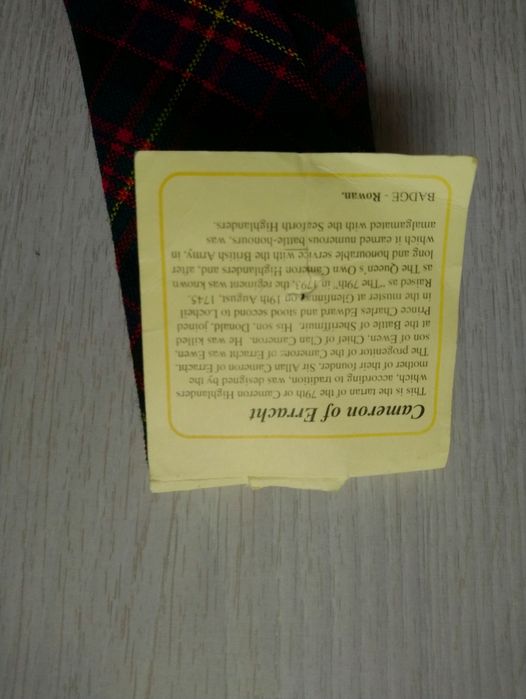 Cameron of Erracht
This is the tartan of the 79th or Cameron Highlanders
which, according to tradition, was designed by the
mother of their founder, Sir Allan Cameron of Erracht.
The progenitor of the Camerons of Erracht was Ewen,
son of Ewen, Chief of Clan Cameron. He was killed
at the Battle of Sheriffmuir. His son, Donald, joined
Prince Charles Edward and stood second to Locheil
in the muster at Glenfinnan on 19th August, 1745.
Raised as "The 79th" in 1793, the regiment was known
as The Queen's Own Cameron Highlanders and, after
long and honourable service with the British Army, in
which it earned numerous battle-honours, was
amalgamated with the Seaforth Highlanders.
BADGE - Rowan.